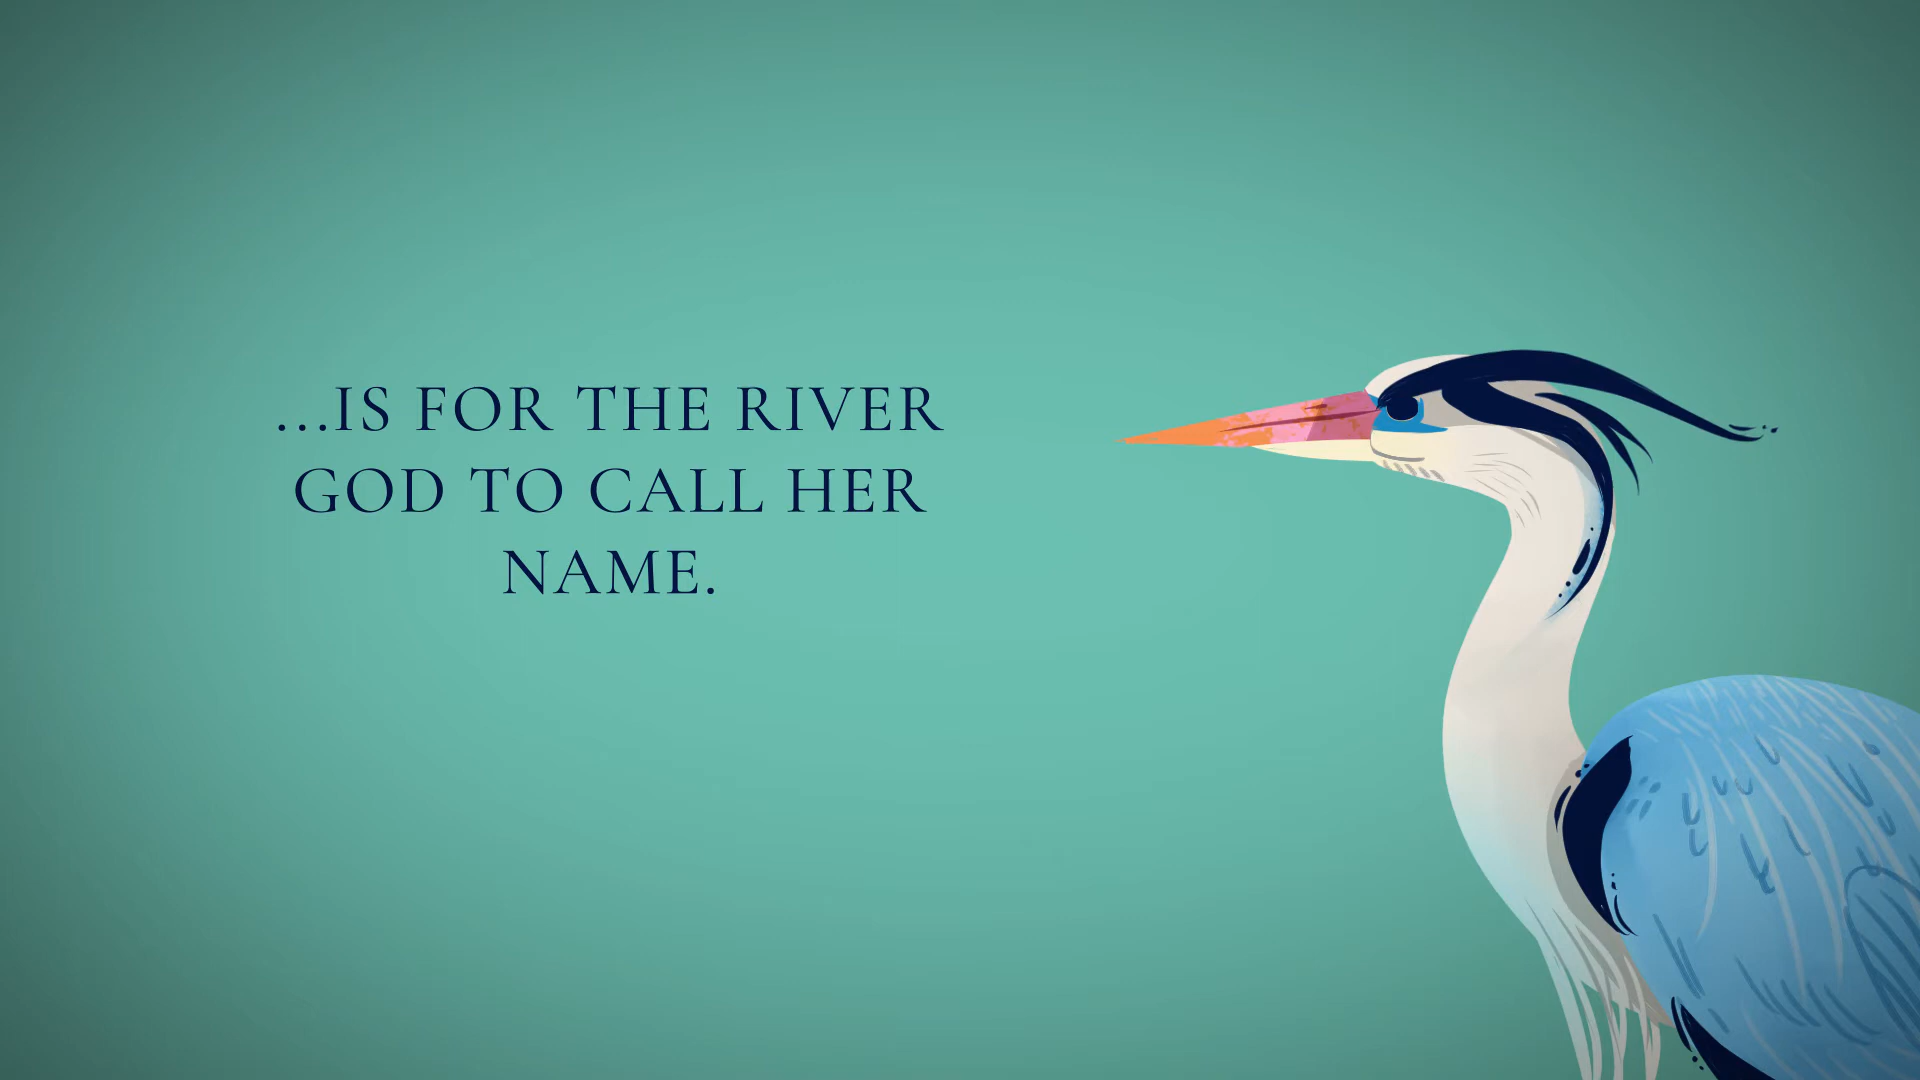 ...IS FOR THE RIVER
GOD TO CALL HER
NAME.